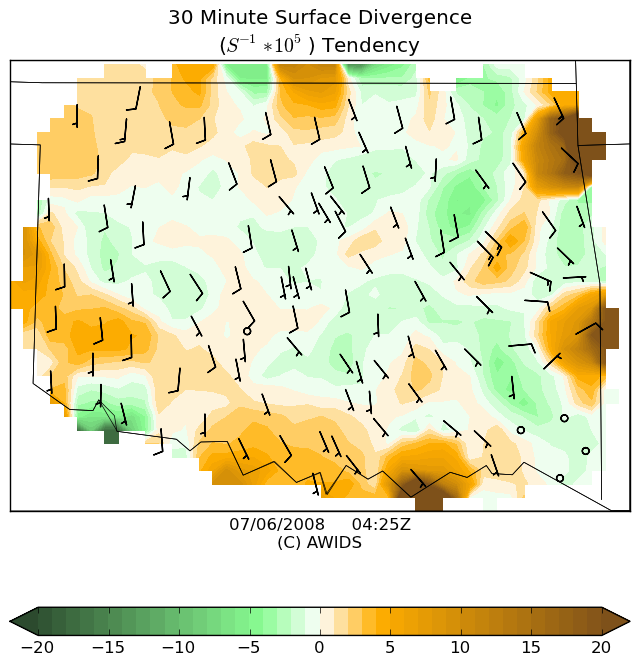 30 Minute Surface Divergence
(S⁻¹ * 10⁵ ) Tendency
07/06/2008 04:25Z
(C) AWIDS
−20 −15 −10 −5 0 5 10 15 20